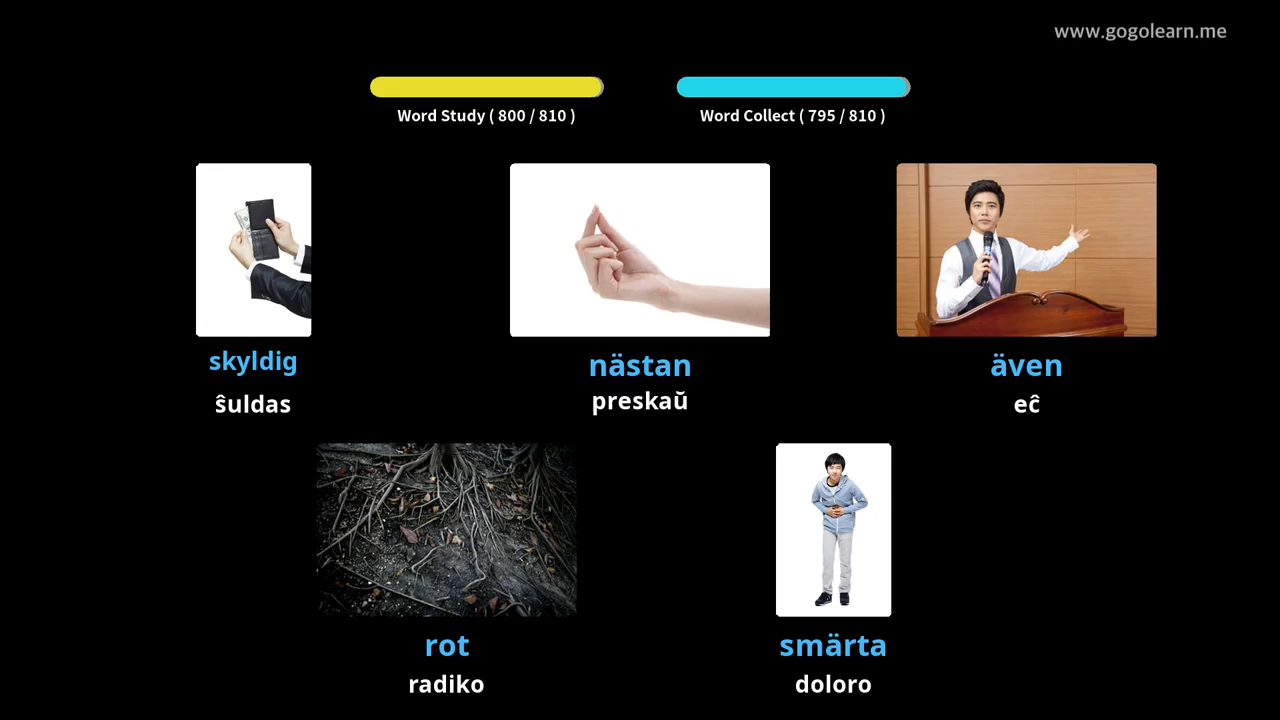 www.gogolearn.me
Word Study ( 800 / 810 )
Word Collect ( 795 / 810 )
skyldig
ŝuldas
nästan
preskaŭ
även
eĉ
rot
radiko
smärta
doloro